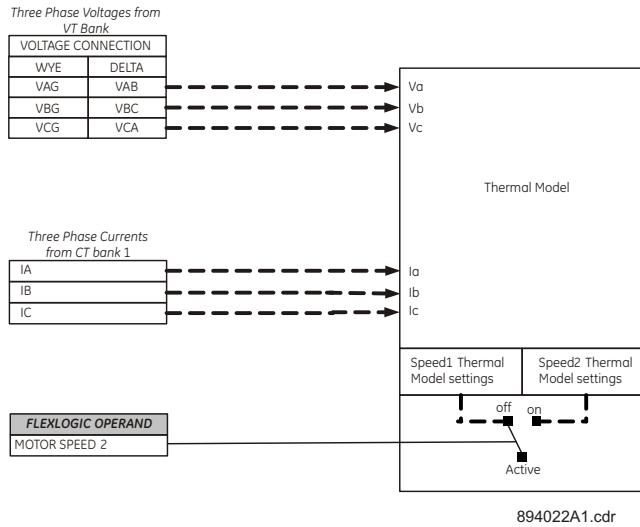 Three Phase Voltages from
VT Bank
VOLTAGE CONNECTION
WYE DELTA
VAG VAB
VBG VBC
VCG VCA
Va
Vb
Vc
Thermal Model
Three Phase Currents
from CT bank 1
IA
IB
IC
Ia
Ib
Ic
Speed1 Thermal
Model settings
Speed2 Thermal
Model settings
off on
FLEXLOGIC OPERAND
MOTOR SPEED 2
Active
894022A1.cdr